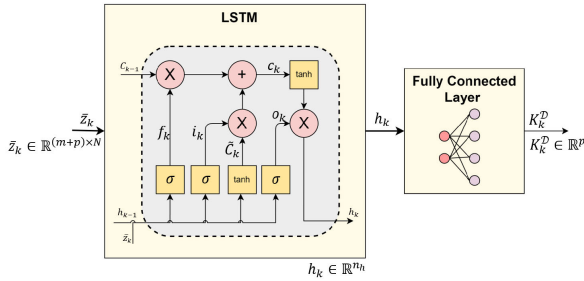 LSTM
C_{k-1}
X
+
c_k
tanh
Fully Connected
Layer
z̄_k
z̄_k ∈ ℝ^{(m+p)×N}
f_k
i_k
X
o_k
X
C̃_k
h_k
K_k^𝒟
K_k^𝒟 ∈ ℝ^p
σ
σ
tanh
σ
h_{k-1}
z̄_k
h_k
h_k ∈ ℝ^{n_h}